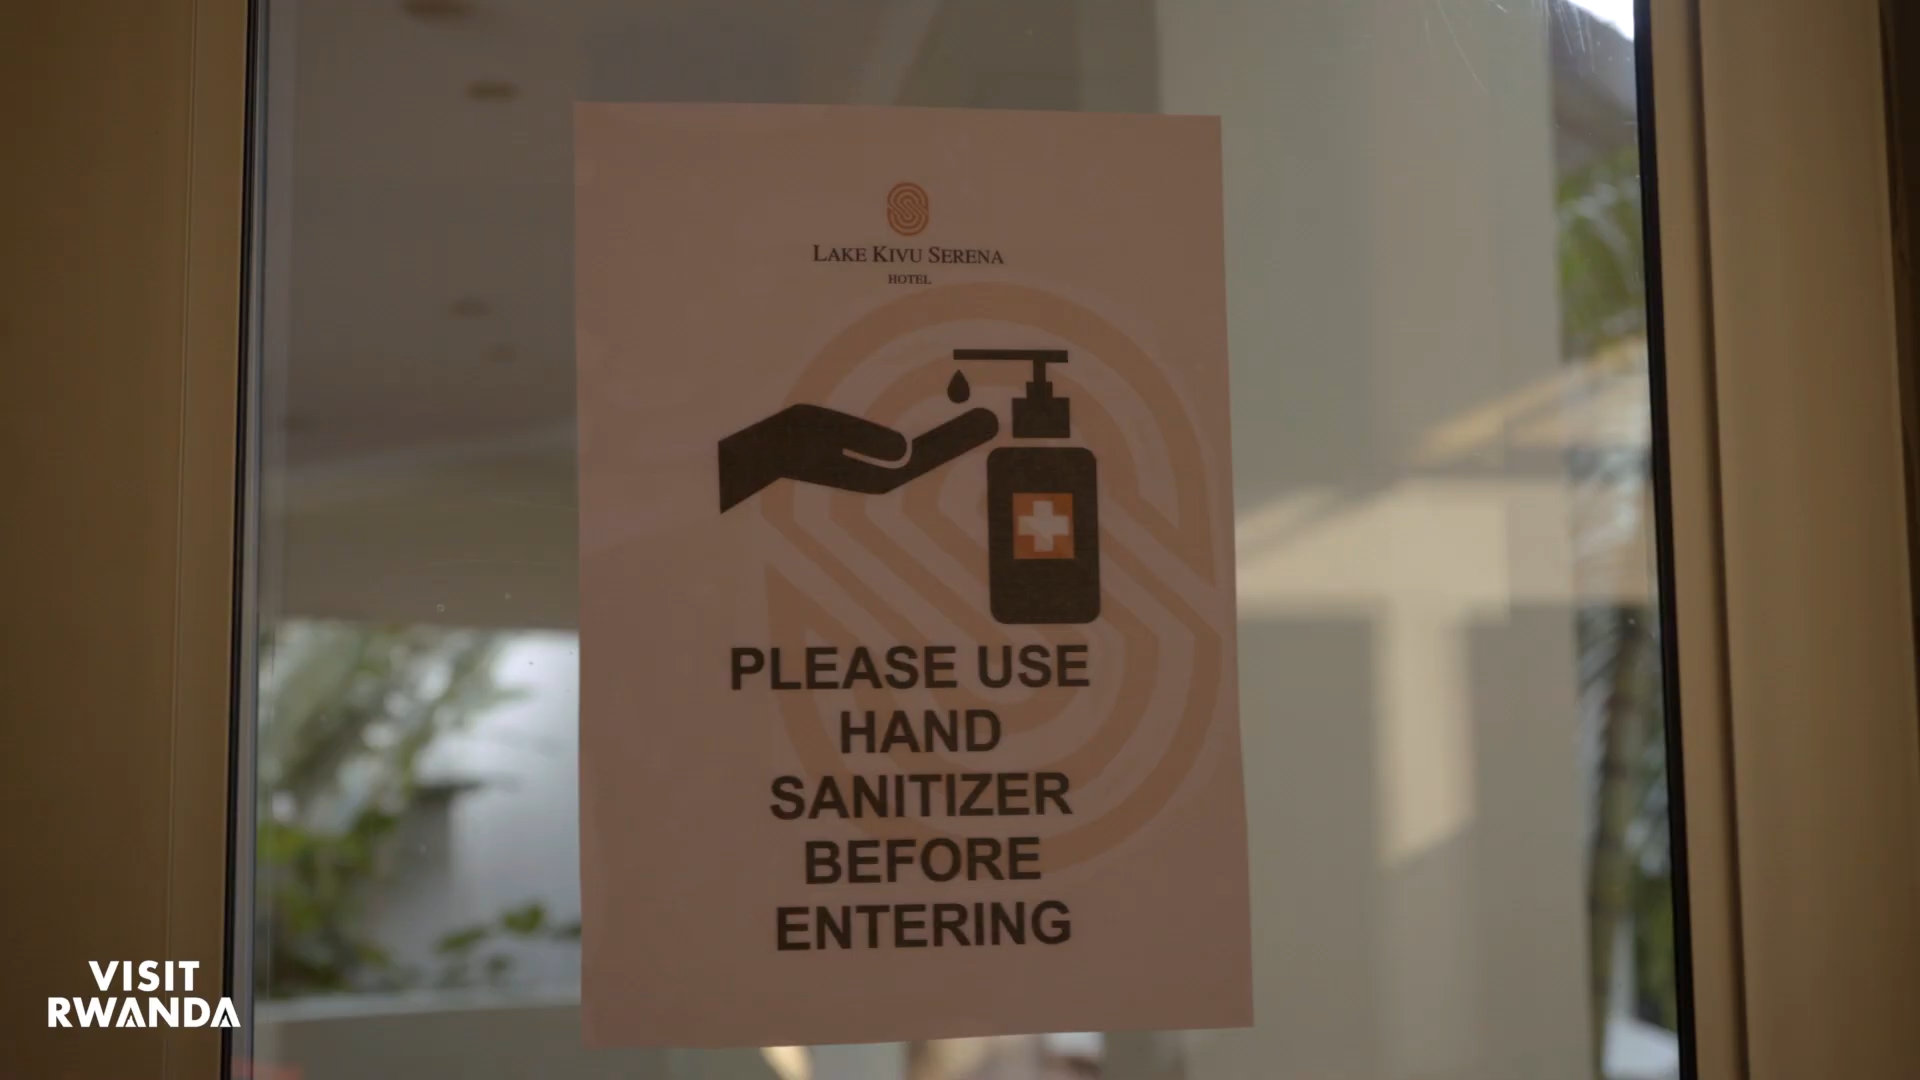 LAKE KIVU SERENA
HOTEL
PLEASE USE
HAND
SANITIZER
BEFORE
ENTERING
VISIT
RWANDA